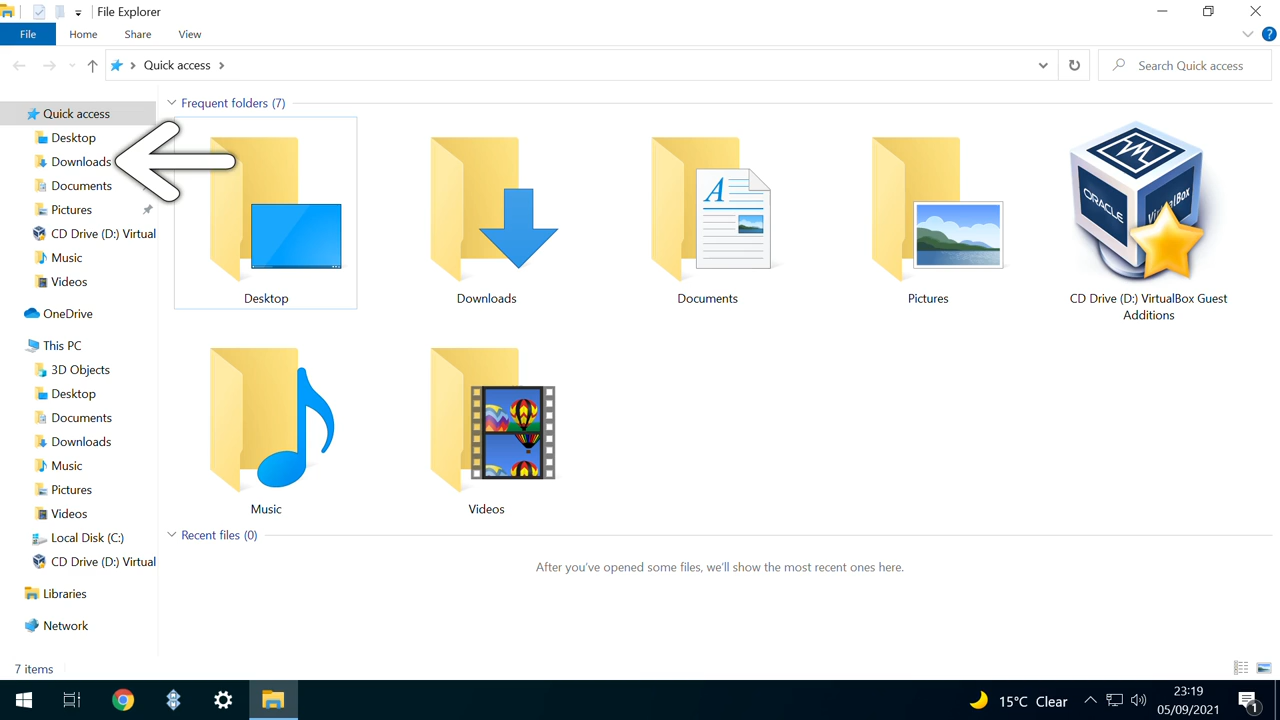 File Explorer
File Home Share View
Quick access
Search Quick access
Quick access
Desktop
Downloads
Documents
Pictures
CD Drive (D:) Virtual
Music
Videos
OneDrive
This PC
3D Objects
Desktop
Documents
Downloads
Music
Pictures
Videos
Local Disk (C:)
CD Drive (D:) Virtual
Libraries
Network
Frequent folders (7)
Desktop
Downloads
A
Documents
Pictures
ORACLE
VirtualBox
CD Drive (D:) VirtualBox Guest
Additions
Music
Videos
Recent files (0)
After you've opened some files, we'll show the most recent ones here.
7 items
15°C Clear
23:19
05/09/2021
1